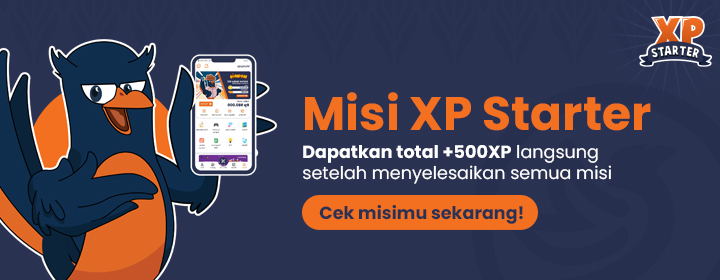 XP
STARTER
Misi XP Starter
Dapatkan total +500XP langsung
setelah menyelesaikan semua misi
Cek misimu sekarang!